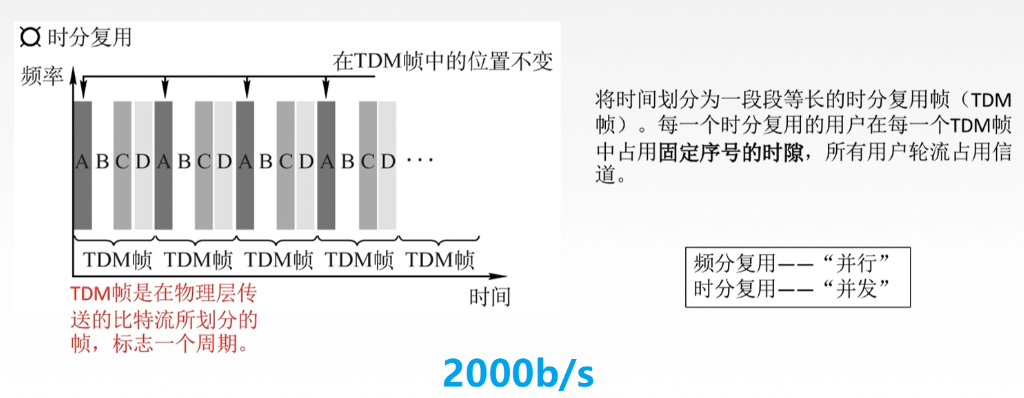 ¤ 时分复用
在TDM帧中的位置不变
频率
A B C D A B C D A B C D A B C D ···
TDM帧 TDM帧 TDM帧 TDM帧 TDM帧
时间
TDM帧是在物理层传
送的比特流所划分的
帧，标志一个周期。
将时间划分为一段段等长的时分复用帧（TDM
帧）。每一个时分复用的用户在每一个TDM帧
中占用固定序号的时隙，所有用户轮流占用信
道。
频分复用——“并行”
时分复用——“并发”
2000b/s